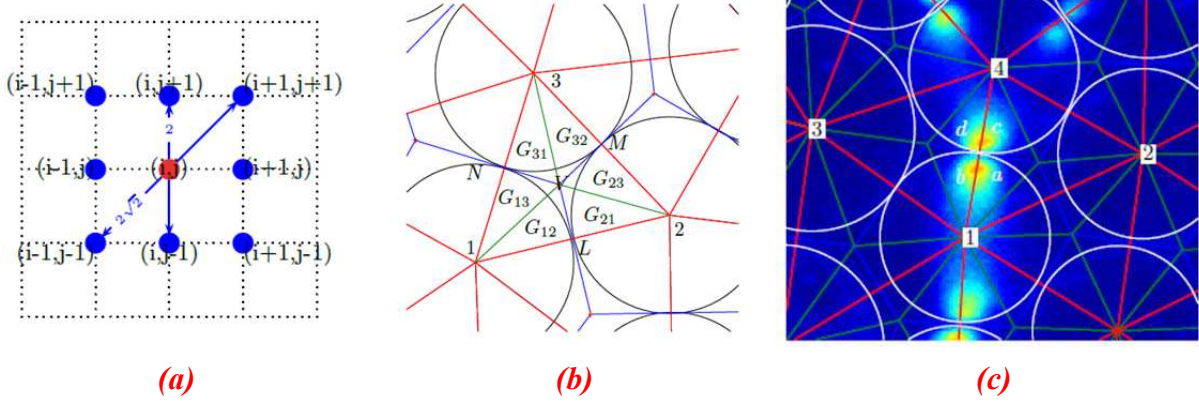 (i-1,j+1) (i,j+1) (i+1,j+1)
2
(i-1,j) (i,j) (i+1,j)
2√2
(i-1,j-1) (i,j-1) (i+1,j-1)
(a)
3
G31 G32 M
N V G23
G13 G12 G21
1 2
L
(b)
4
d c
3
2
b a
1
(c)